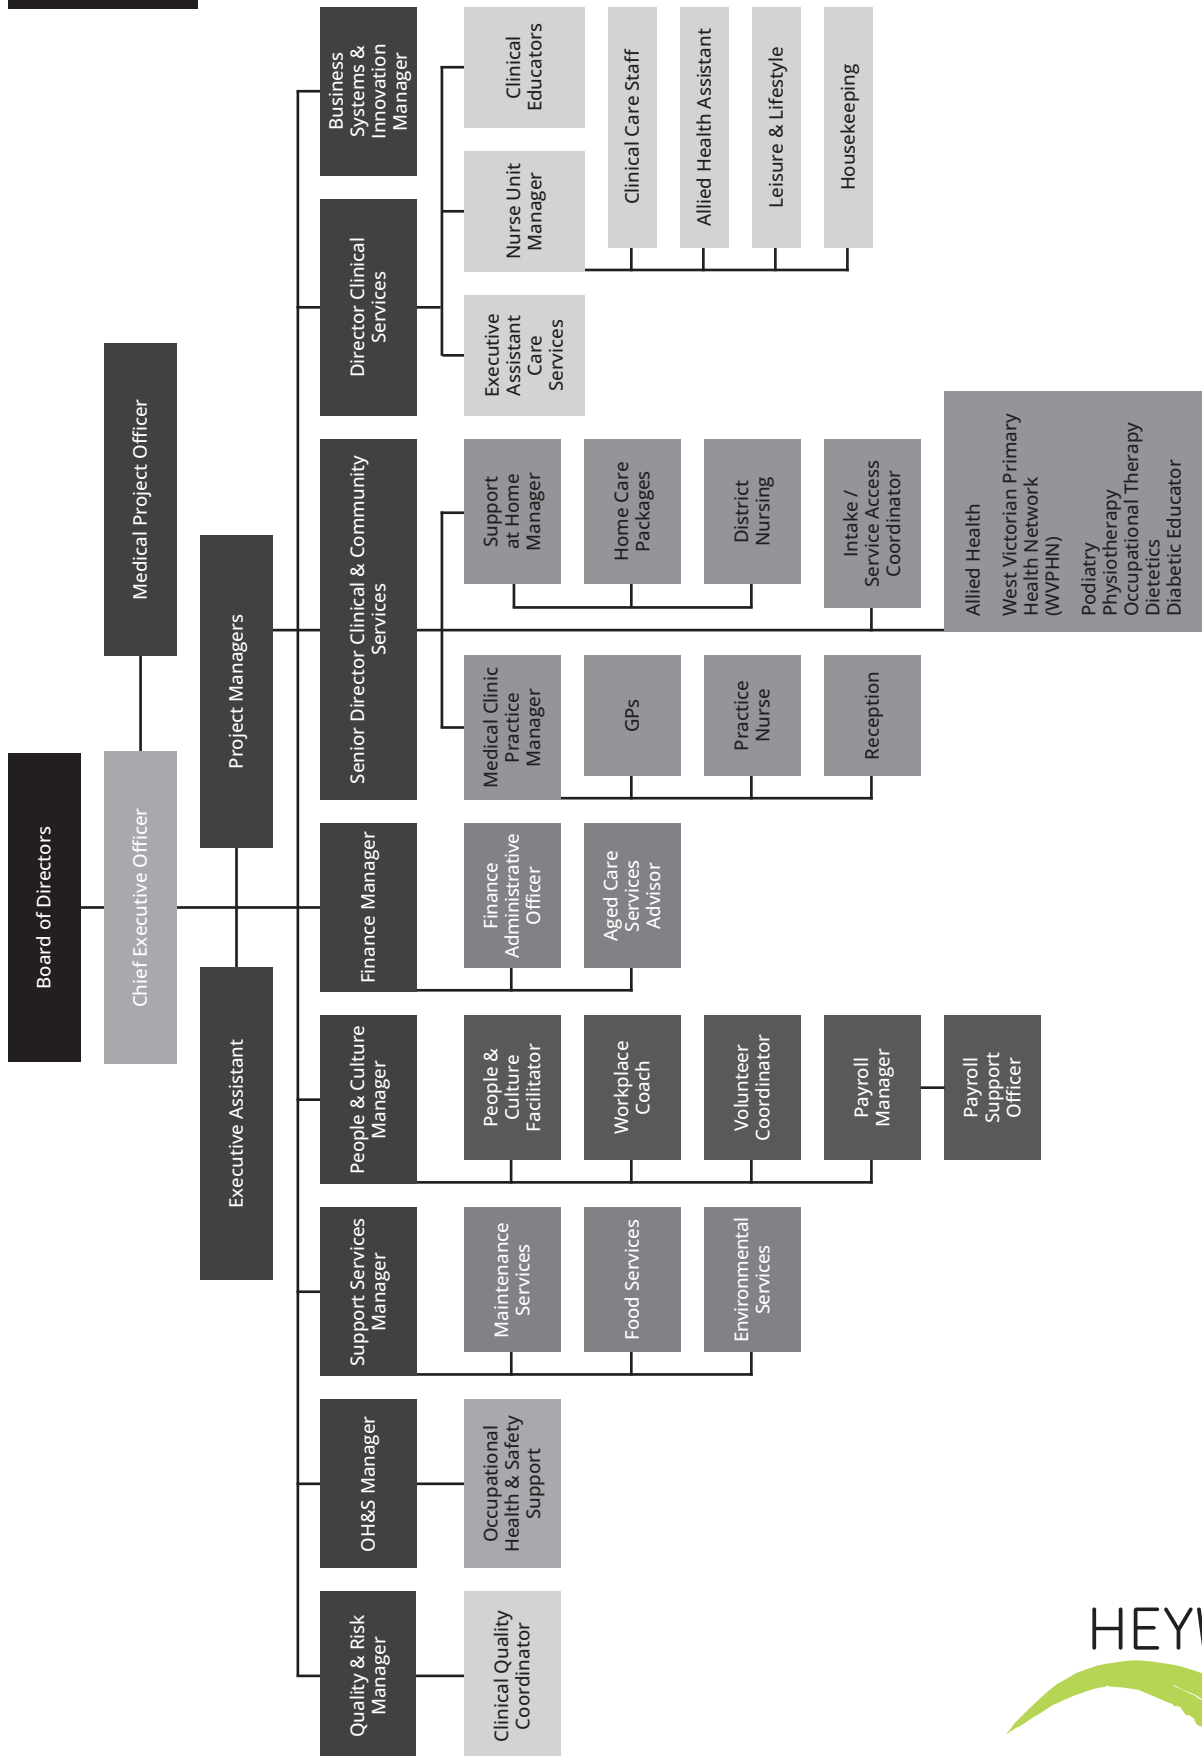 Board of Directors
Chief Executive Officer
Medical Project Officer
Executive Assistant
Project Managers
Quality & Risk
Manager
Clinical Quality
Coordinator
OH&S Manager
Occupational
Health & Safety
Support
Support Services
Manager
Maintenance
Services
Food Services
Environmental
Services
People & Culture
Manager
People &
Culture
Facilitator
Workplace
Coach
Volunteer
Coordinator
Payroll
Manager
Payroll
Support
Officer
Finance Manager
Finance
Administrative
Officer
Aged Care
Services
Advisor
Senior Director Clinical & Community
Services
Medical Clinic
Practice
Manager
GPs
Practice
Nurse
Reception
Support
at Home
Manager
Home Care
Packages
District
Nursing
Intake /
Service Access
Coordinator
Allied Health
West Victorian Primary
Health Network
(WVPHN)
Podiatry
Physiotherapy
Occupational Therapy
Dietetics
Diabetic Educator
Director Clinical
Services
Executive
Assistant
Care
Services
Nurse Unit
Manager
Clinical Care Staff
Allied Health Assistant
Leisure & Lifestyle
Housekeeping
Clinical
Educators
Business
Systems &
Innovation
Manager
HEY